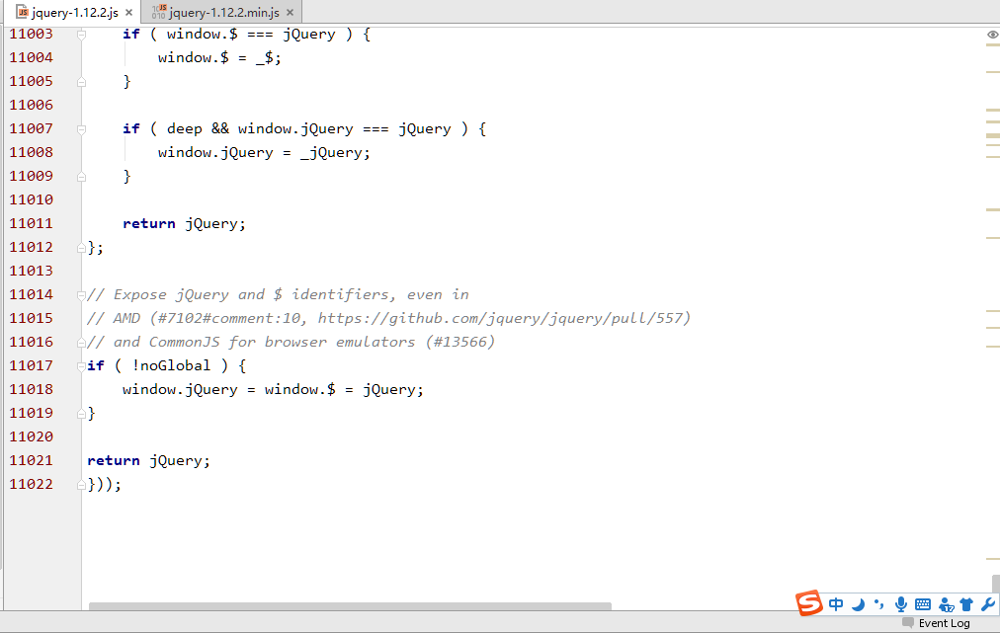 jquery-1.12.2.js × jquery-1.12.2.min.js ×
11003 if ( window.$ === jQuery ) {
11004 window.$ = _$;
11005 }
11006
11007 if ( deep && window.jQuery === jQuery ) {
11008 window.jQuery = _jQuery;
11009 }
11010
11011 return jQuery;
11012 };
11013
11014 // Expose jQuery and $ identifiers, even in
11015 // AMD (#7102#comment:10, https://github.com/jquery/jquery/pull/557)
11016 // and CommonJS for browser emulators (#13566)
11017 if ( !noGlobal ) {
11018 window.jQuery = window.$ = jQuery;
11019 }
11020
11021 return jQuery;
11022 }));
S 中
Event Log